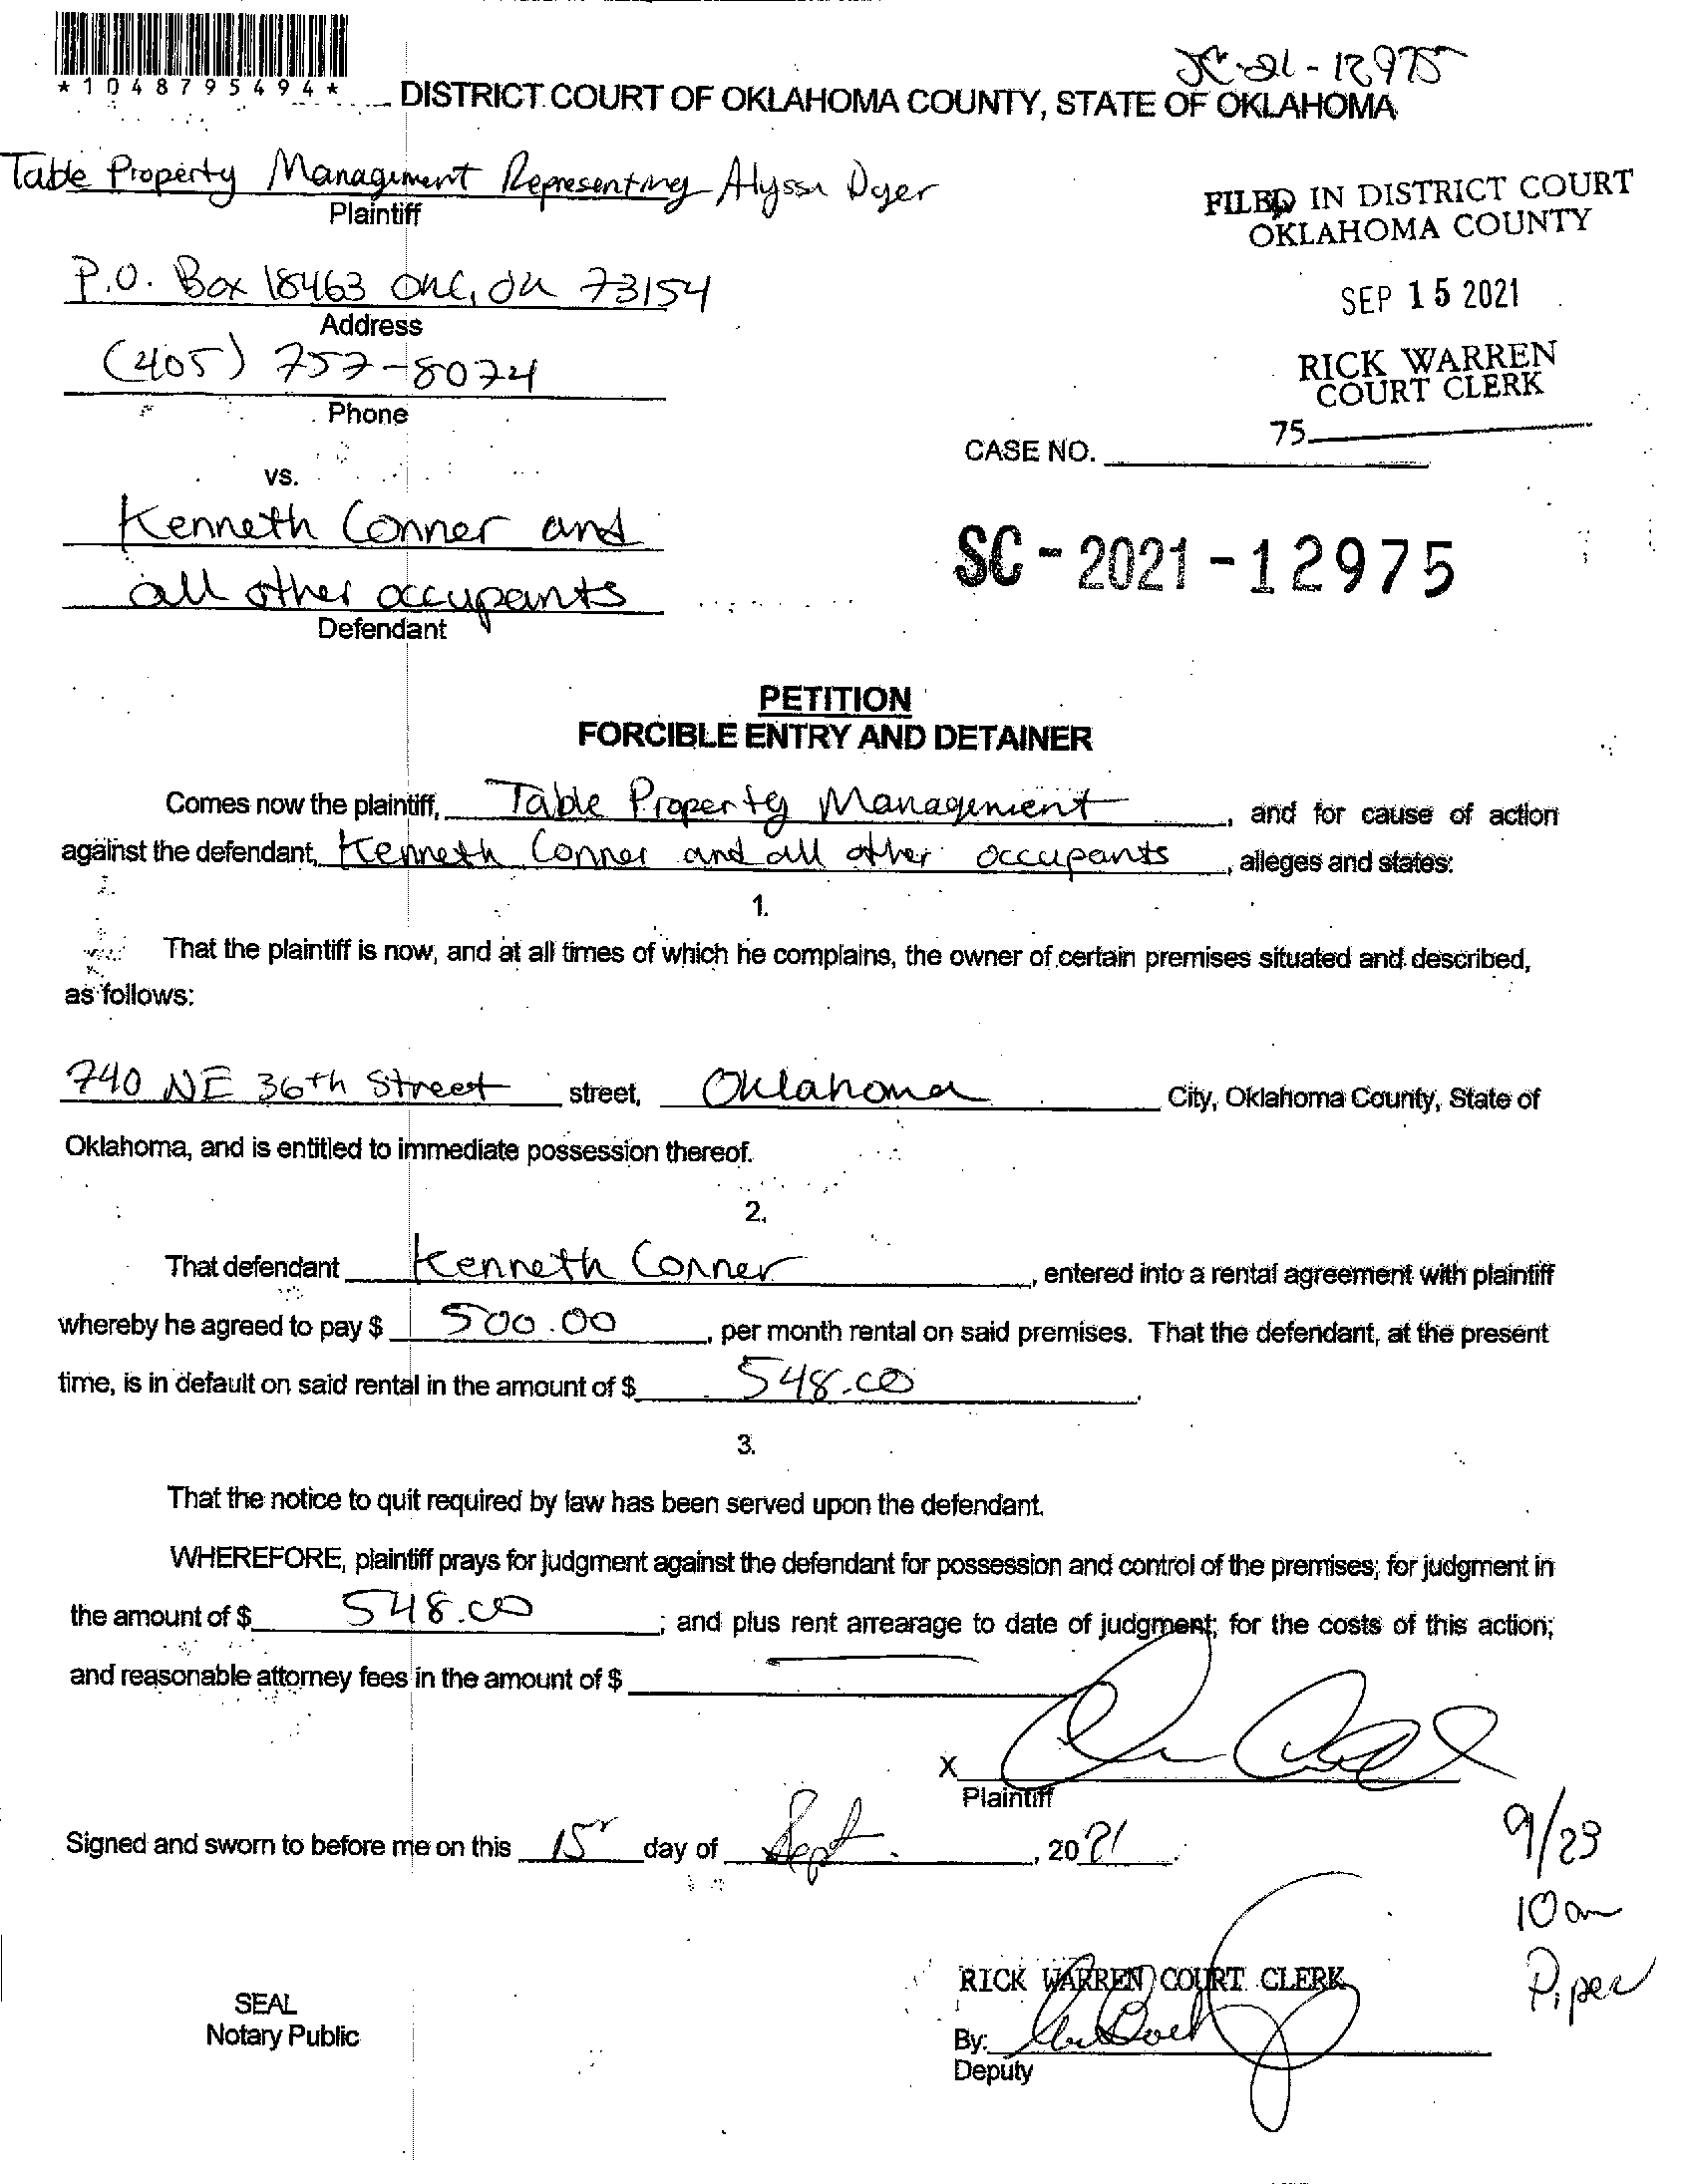 *1048795494*
SC-21-12975
DISTRICT COURT OF OKLAHOMA COUNTY, STATE OF OKLAHOMA
Table Property Management Representing Alyssa Dyer
Plaintiff
FILED IN DISTRICT COURT
OKLAHOMA COUNTY
P.O. Box 18463 OKC, OK 73154
Address
SEP 15 2021
(405) 757-8074
Phone
RICK WARREN
COURT CLERK
75
CASE NO.
vs.
Kenneth Conner and
all other occupants
Defendant
SC-2021-12975
PETITION
FORCIBLE ENTRY AND DETAINER
Comes now the plaintiff, Table Property Management, and for cause of action
against the defendant, Kenneth Conner and all other occupants, alleges and states:
1.
That the plaintiff is now, and at all times of which he complains, the owner of certain premises situated and described,
as follows:
740 NE 36th Street street, Oklahoma City, Oklahoma County, State of
Oklahoma, and is entitled to immediate possession thereof.
2.
That defendant Kenneth Conner, entered into a rental agreement with plaintiff
whereby he agreed to pay $ 500.00, per month rental on said premises. That the defendant, at the present
time, is in default on said rental in the amount of $ 548.00.
3.
That the notice to quit required by law has been served upon the defendant.
WHEREFORE, plaintiff prays for judgment against the defendant for possession and control of the premises; for judgment in
the amount of $ 548.00; and plus rent arrearage to date of judgment; for the costs of this action;
and reasonable attorney fees in the amount of $
X
Plaintiff
Signed and sworn to before me on this 15 day of Sept., 2021.
9/23
10am
Piper
RICK WARREN COURT CLERK
SEAL
Notary Public
By:
Deputy